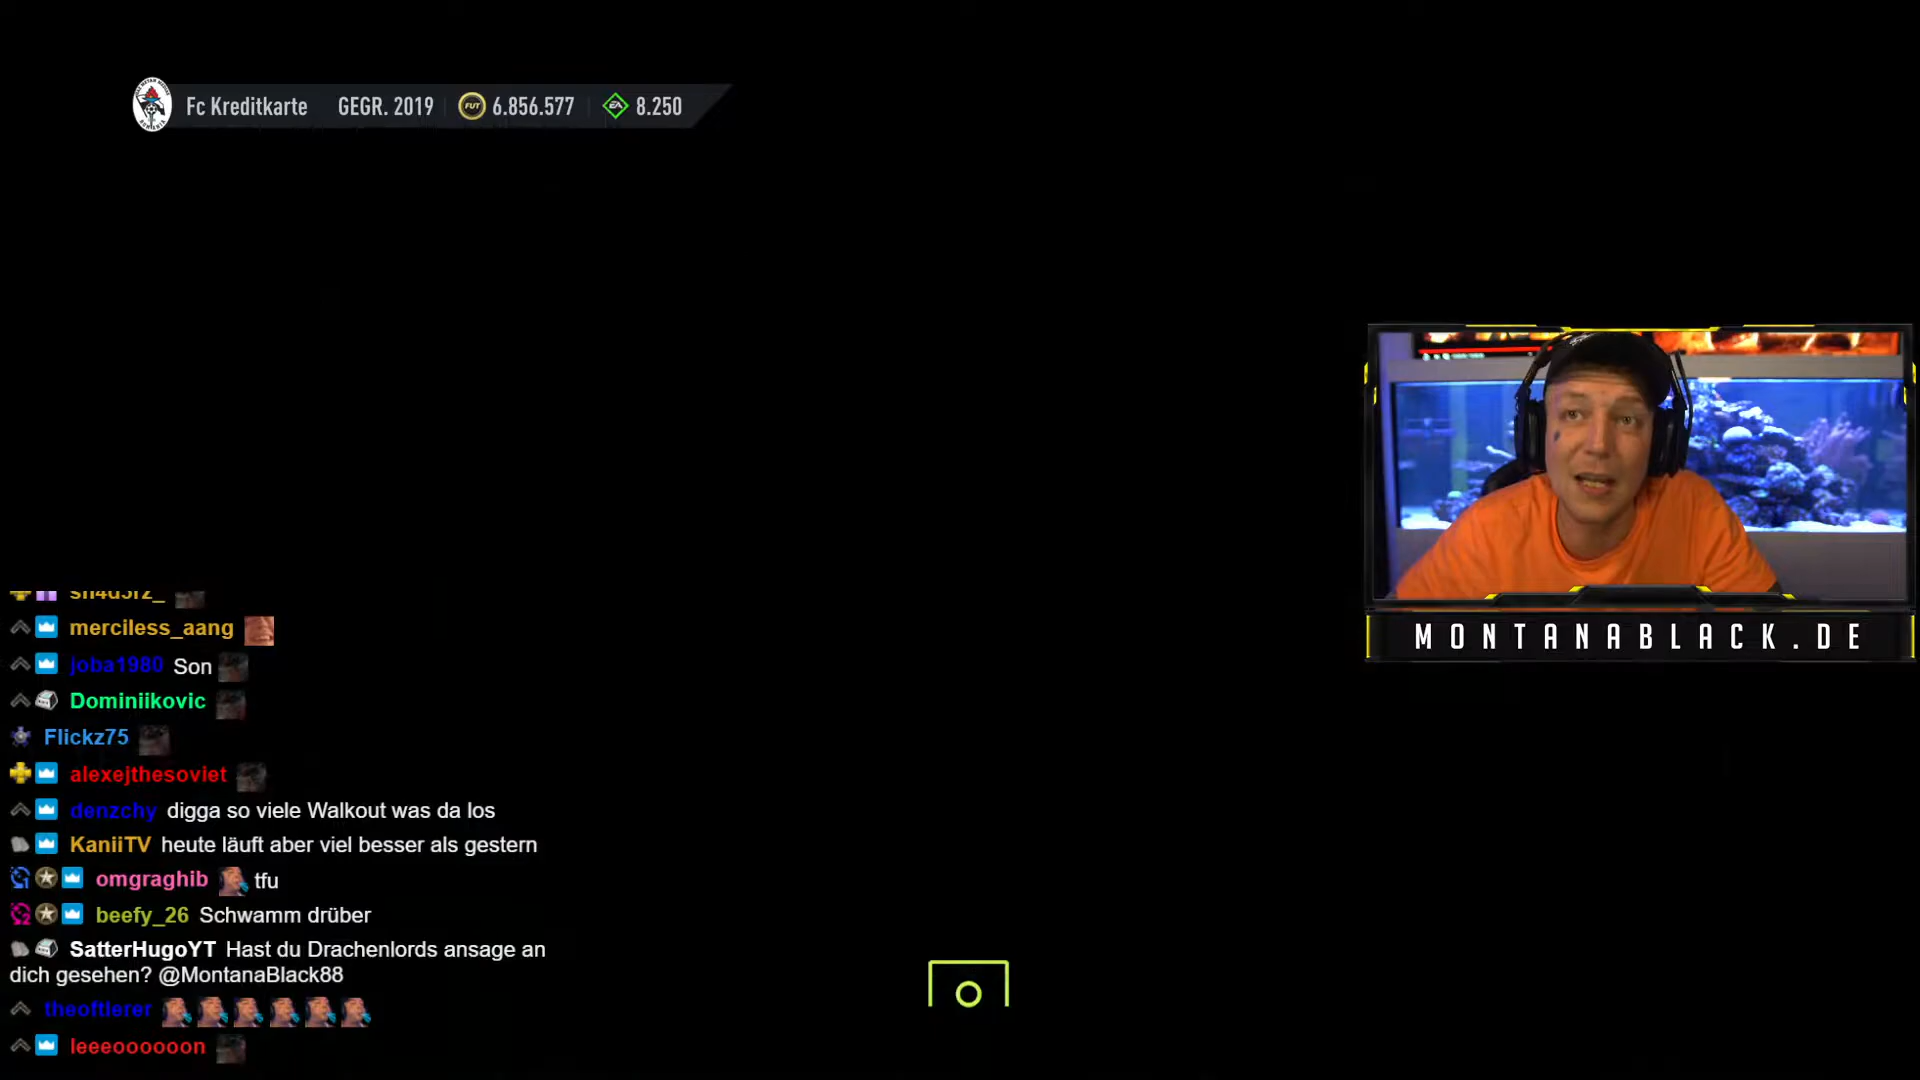 Fc Kreditkarte GEGR. 2019 FUT 6.856.577 EA 8.250
MONTANABLACK.DE
merciless_aang
joba1980 Son
Dominiikovic
Flickz75
alexejthesoviet
denzchy digga so viele Walkout was da los
KaniiTV heute läuft aber viel besser als gestern
omgraghib tfu
beefy_26 Schwamm drüber
SatterHugoYT Hast du Drachenlords ansage an
dich gesehen? @MontanaBlack88
theoftlerer
leeeoooooon